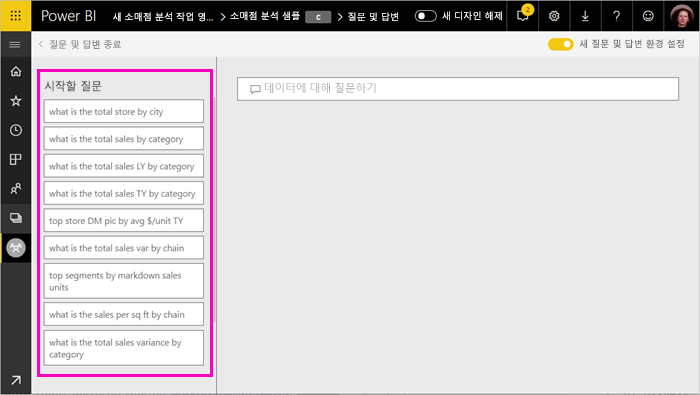 Power BI 새 소매점 분석 작업 영... > 소매점 분석 샘플 C > 질문 및 답변 새 디자인 해제 2 ?
< 질문 및 답변 종료 새 질문 및 답변 환경 설정
시작할 질문
데이터에 대해 질문하기
what is the total store by city
what is the total sales by category
what is the total sales LY by category
what is the total sales TY by category
top store DM pic by avg $/unit TY
what is the total sales var by chain
top segments by markdown sales
units
what is the sales per sq ft by chain
what is the total sales variance by
category